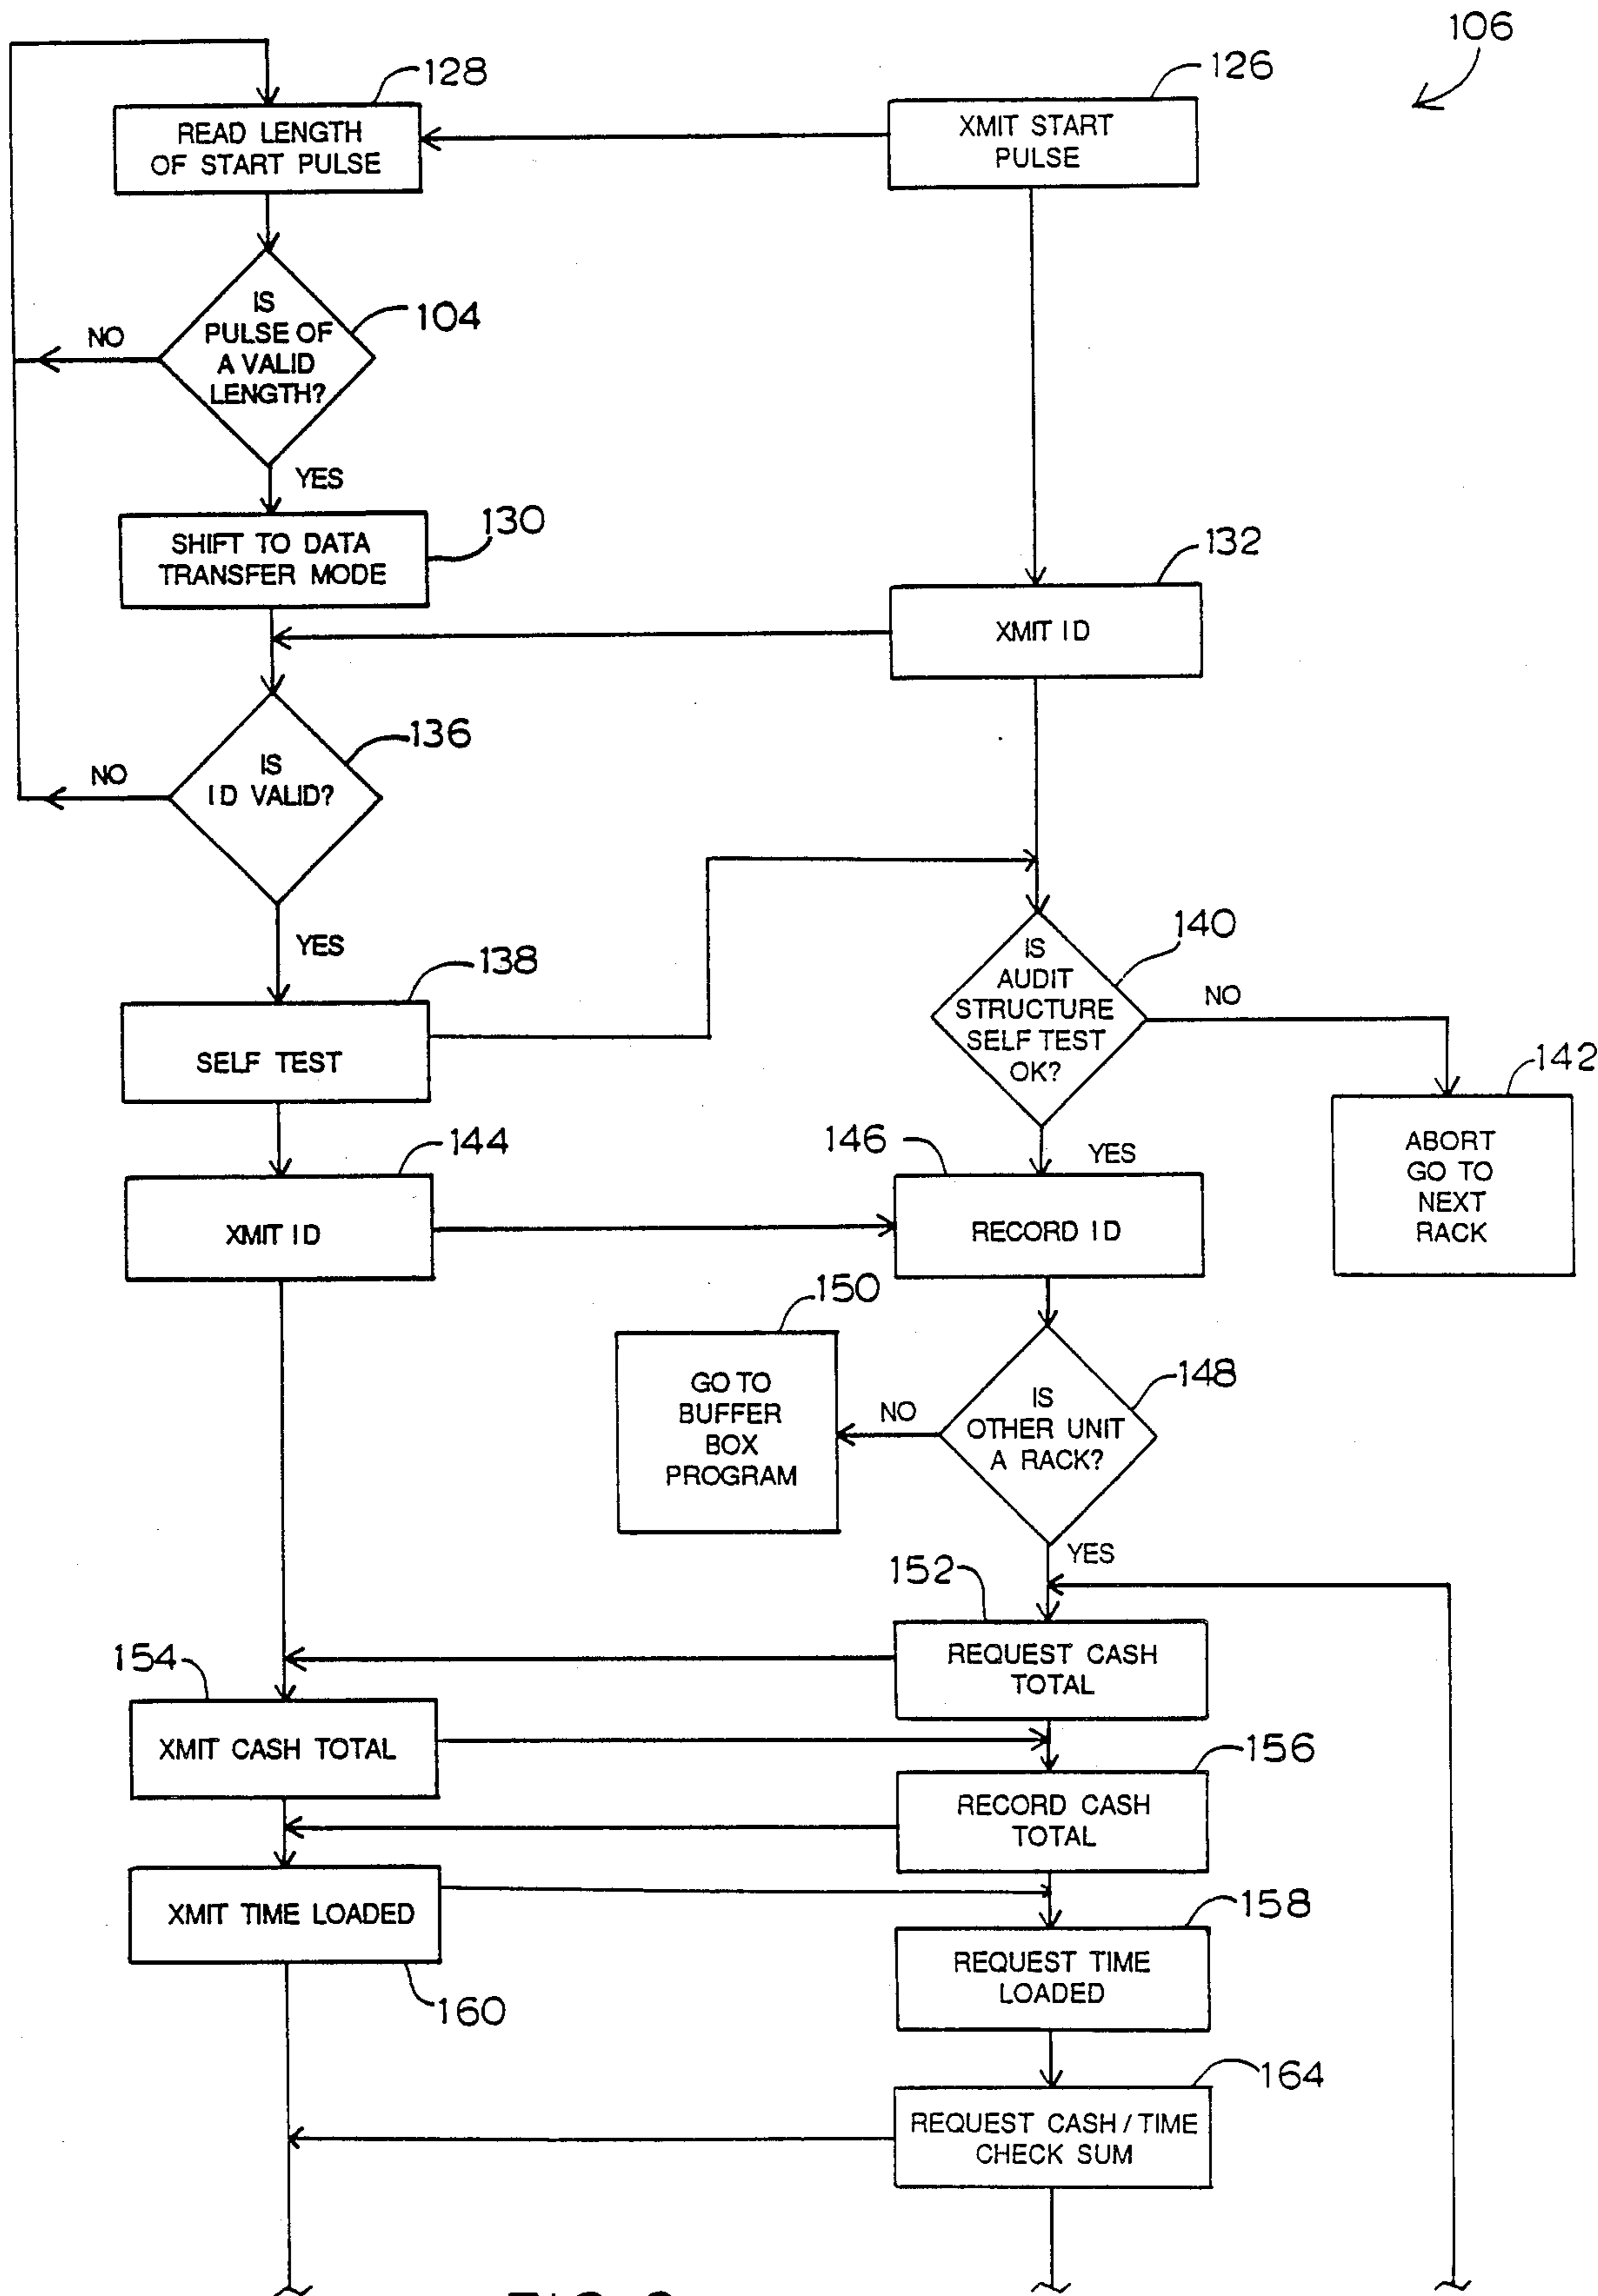 106
128
126
READ LENGTH
OF START PULSE
XMIT START
PULSE
IS
PULSE OF
A VALID
LENGTH?
104
NO
YES
130
SHIFT TO DATA
TRANSFER MODE
132
XMIT ID
136
IS
ID VALID?
NO
YES
138
SELF TEST
140
IS
AUDIT
STRUCTURE
SELF TEST
OK?
NO
142
ABORT
GO TO
NEXT
RACK
144
146
YES
XMIT ID
RECORD ID
150
GO TO
BUFFER
BOX
PROGRAM
NO
148
IS
OTHER UNIT
A RACK?
YES
152
REQUEST CASH
TOTAL
154
XMIT CASH TOTAL
156
RECORD CASH
TOTAL
XMIT TIME LOADED
158
160
REQUEST TIME
LOADED
164
REQUEST CASH / TIME
CHECK SUM